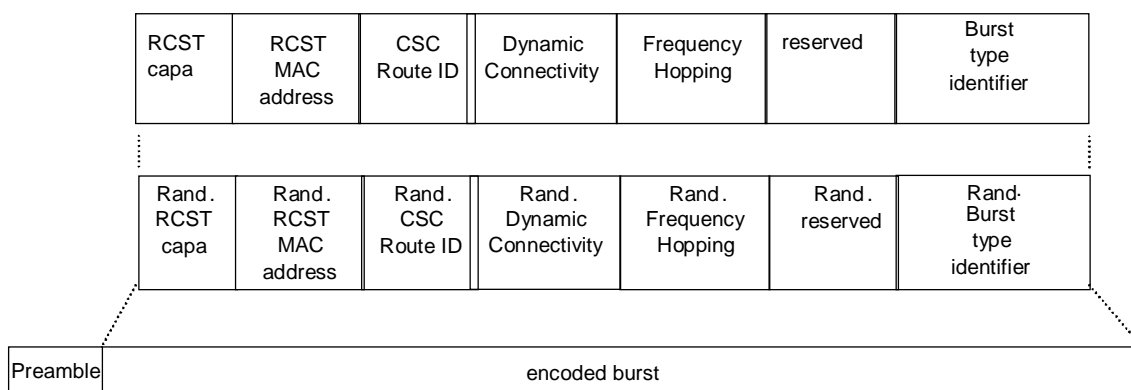 RCST
capa
RCST
MAC
address
CSC
Route ID
Dynamic
Connectivity
Frequency
Hopping
reserved
Burst
type
identifier
Rand.
RCST
capa
Rand.
RCST
MAC
address
Rand.
CSC
Route ID
Rand.
Dynamic
Connectivity
Rand.
Frequency
Hopping
Rand.
reserved
Rand.
Burst
type
identifier
Preamble
encoded burst